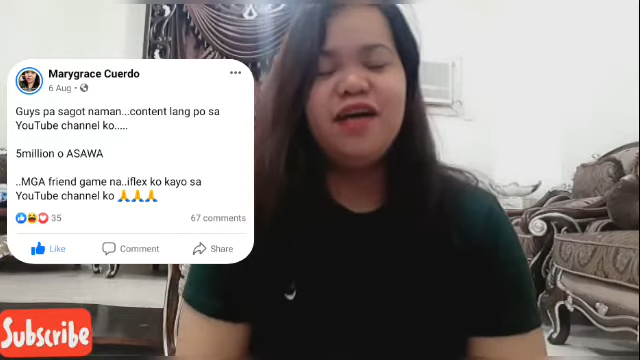 Marygrace Cuerdo
6 Aug
Guys pa sagot naman...content lang po sa
YouTube channel ko.....
5million o ASAWA
..MGA friend game na..iflex ko kayo sa
YouTube channel ko 🙏🙏🙏
35
67 comments
Like
Comment
Share
Subscribe